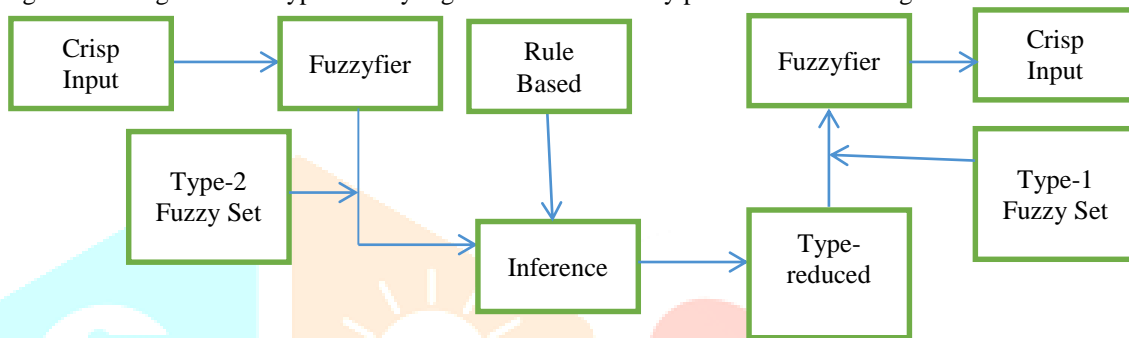 Crisp
Input
Fuzzyfier
Rule
Based
Fuzzyfier
Crisp
Input
Type-2
Fuzzy Set
Type-1
Fuzzy Set
Inference
Type-
reduced